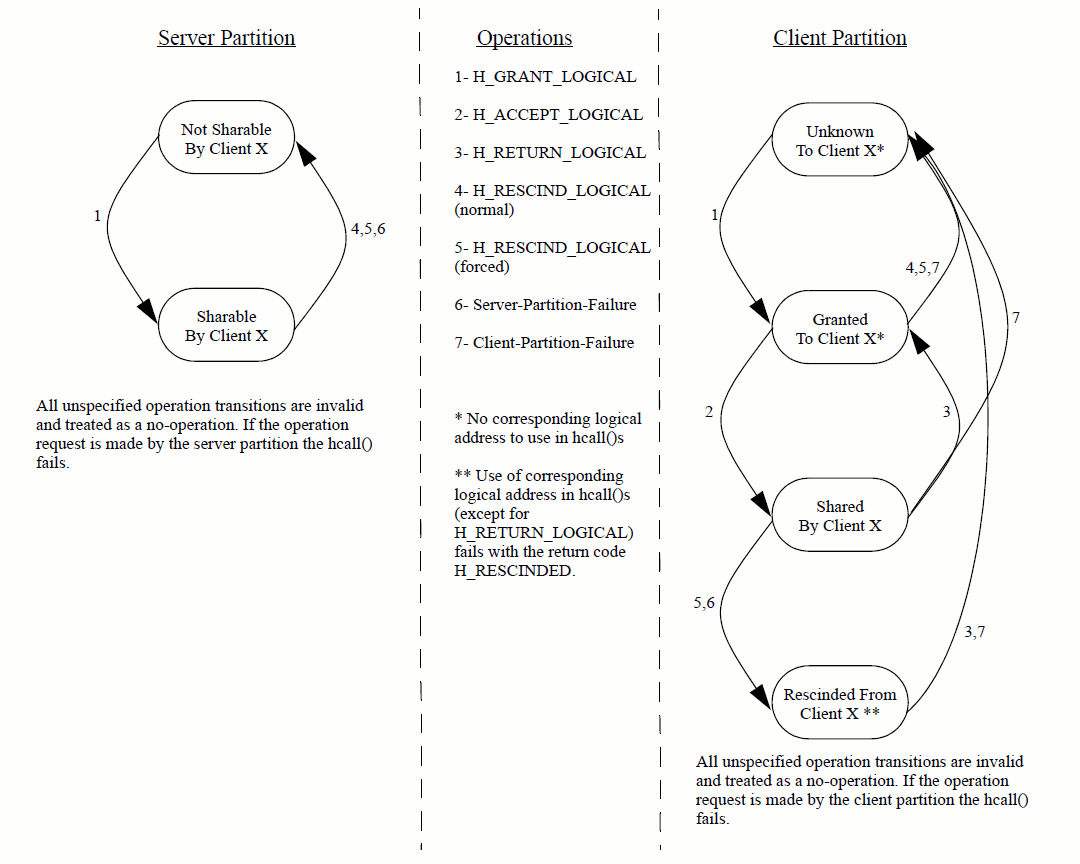 Server Partition
Not Sharable
By Client X
1
4,5,6
Sharable
By Client X
All unspecified operation transitions are invalid
and treated as a no-operation. If the operation
request is made by the server partition the hcall()
fails.
Operations
1- H_GRANT_LOGICAL
2- H_ACCEPT_LOGICAL
3- H_RETURN_LOGICAL
4- H_RESCIND_LOGICAL
(normal)
5- H_RESCIND_LOGICAL
(forced)
6- Server-Partition-Failure
7- Client-Partition-Failure
* No corresponding logical
address to use in hcall()s
** Use of corresponding
logical address in hcall()s
(except for
H_RETURN_LOGICAL)
fails with the return code
H_RESCINDED.
Client Partition
Unknown
To Client X*
1
4,5,7
Granted
To Client X*
7
2
3
Shared
By Client X
5,6
3,7
Rescinded From
Client X **
All unspecified operation transitions are invalid
and treated as a no-operation. If the operation
request is made by the client partition the hcall()
fails.